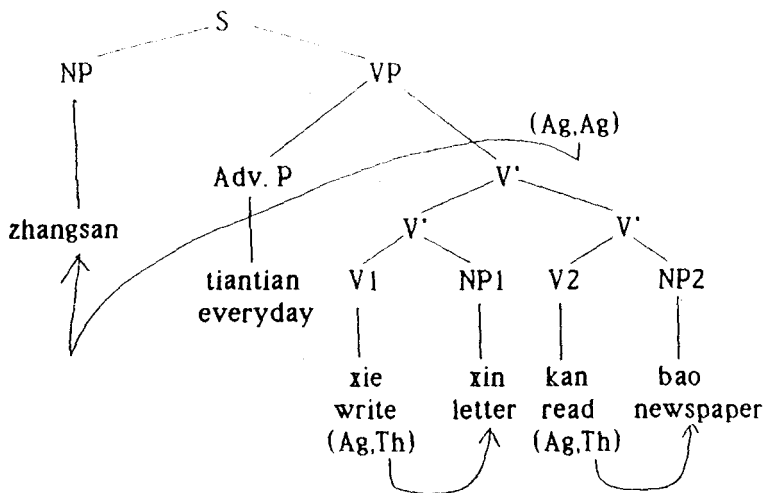 S
NP VP
(Ag,Ag)
Adv. P V'
zhangsan V' V'
tiantian V1 NP1 V2 NP2
everyday
xie xin kan bao
write letter read newspaper
(Ag,Th) (Ag,Th)